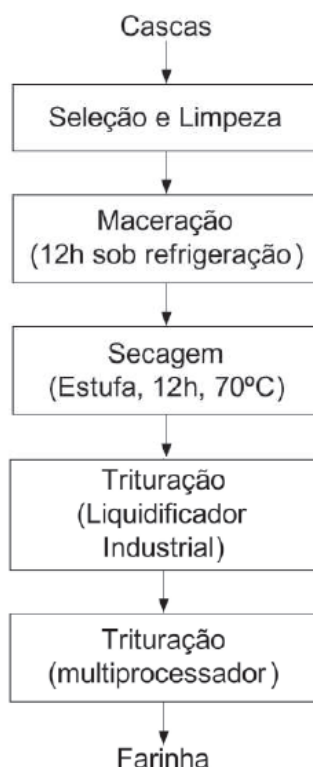 Cascas
Seleção e Limpeza
Maceração
(12h sob refrigeração)
Secagem
(Estufa, 12h, 70ºC)
Trituração
(Liquidificador
Industrial)
Trituração
(multiprocessador)
Farinha